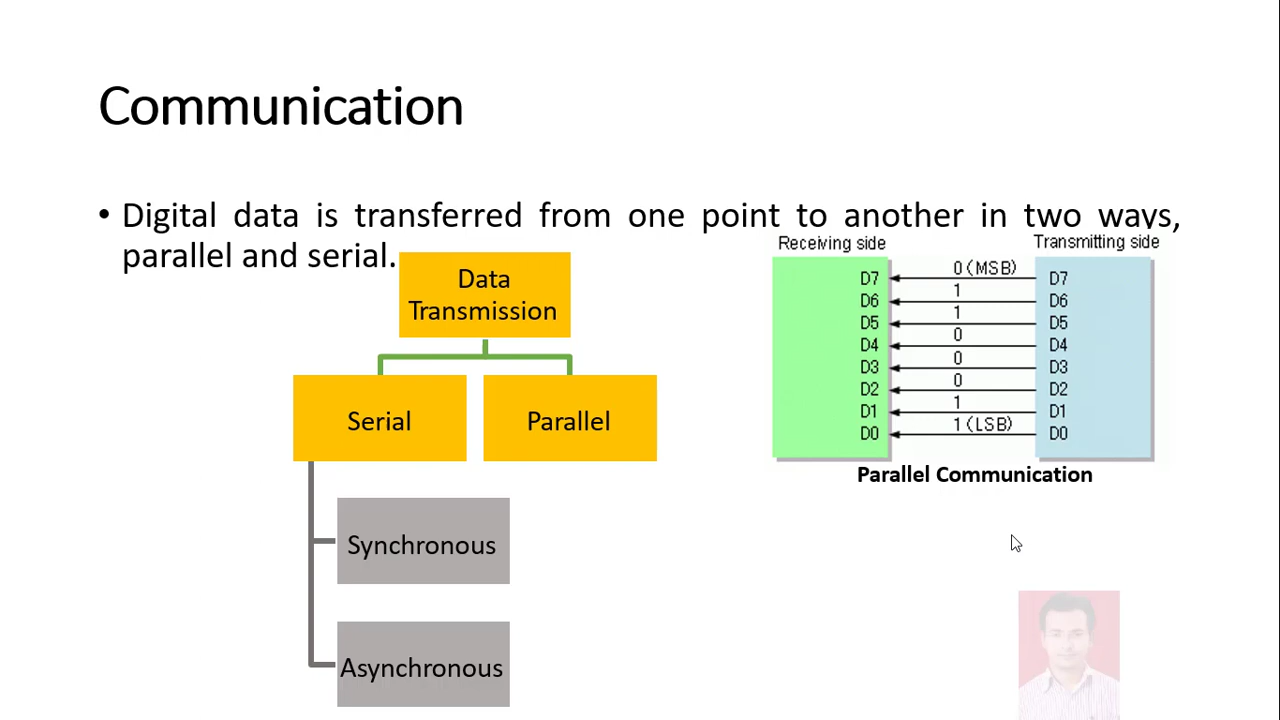 Communication
• Digital data is transferred from one point to another in two ways,
parallel and serial.
Data
Transmission
Serial
Parallel
Synchronous
Asynchronous
Receiving side
Transmitting side
D7 0(MSB) D7
D6 1 D6
D5 1 D5
D4 0 D4
D3 0 D3
D2 0 D2
D1 1 D1
D0 1(LSB) D0
Parallel Communication